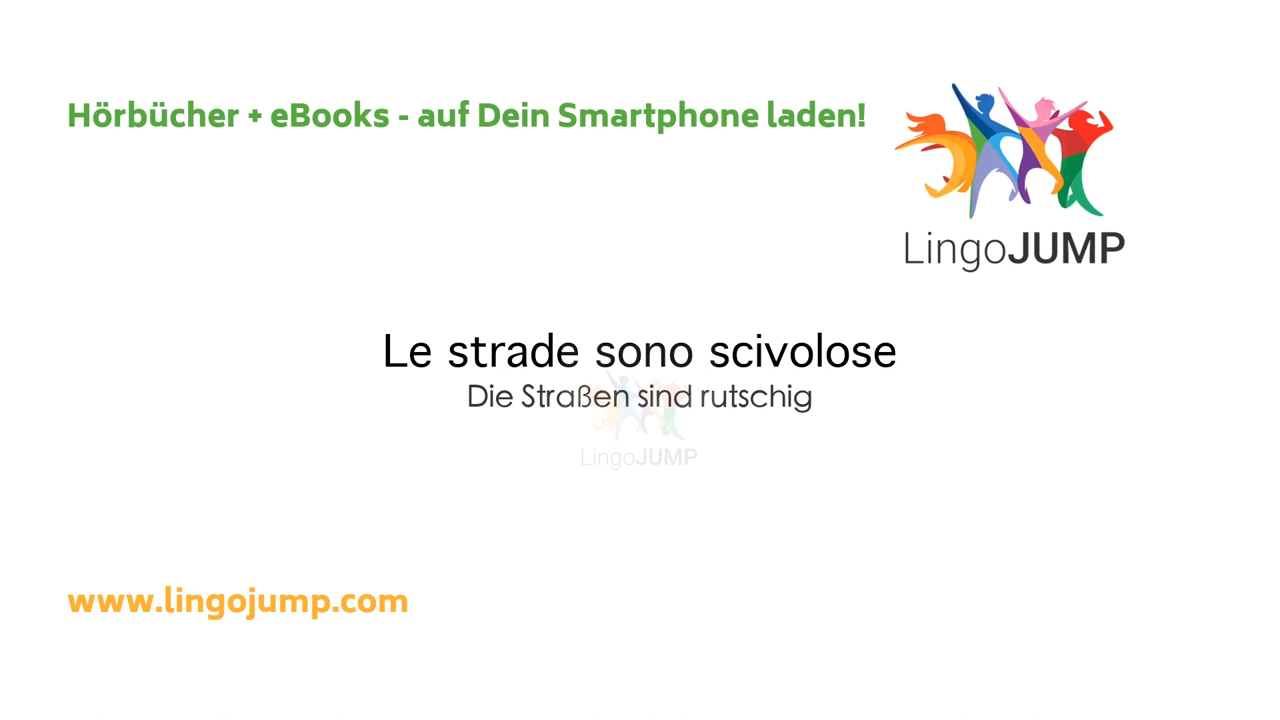 Hörbücher + eBooks - auf Dein Smartphone laden!
LingoJUMP
Le strade sono scivolose
Die Straßen sind rutschig
LingoJUMP
www.lingojump.com